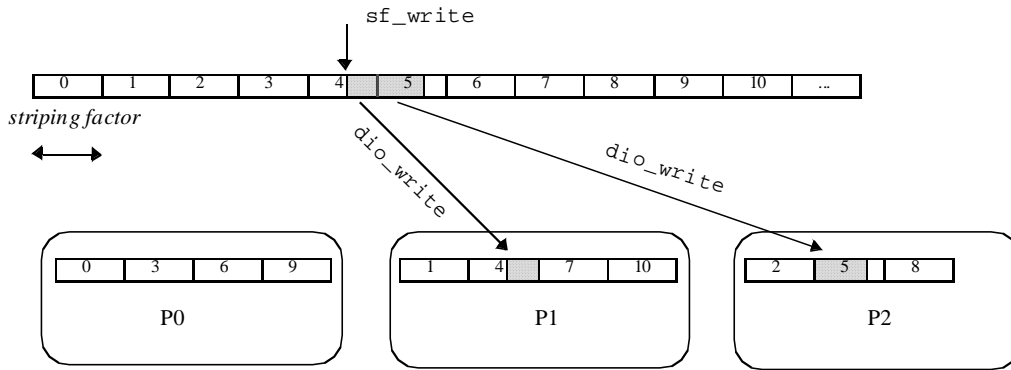 sf_write
0 1 2 3 4 5 6 7 8 9 10 ...
striping factor
dio_write
dio_write
0 3 6 9
1 4 7 10
2 5 8
P0
P1
P2